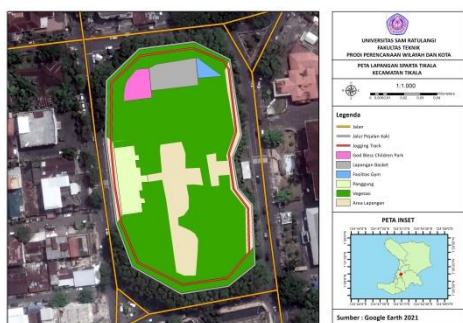 UNIVERSITAS SAM RATULANGI
FAKULTAS TEKNIK
PRODI PERENCANAAN WILAYAH DAN KOTA
PETA LAPANGAN SPARTA TIKALA
KECAMATAN TIKALA
1:1.000
Legenda
Jalan
Jalur Pejalan Kaki
Jogging Track
God Bless Children Park
Lapangan Basket
Fasilitas Gym
Panggung
Vegetasi
Area Lapangan
PETA INSET
Sumber : Google Earth 2021